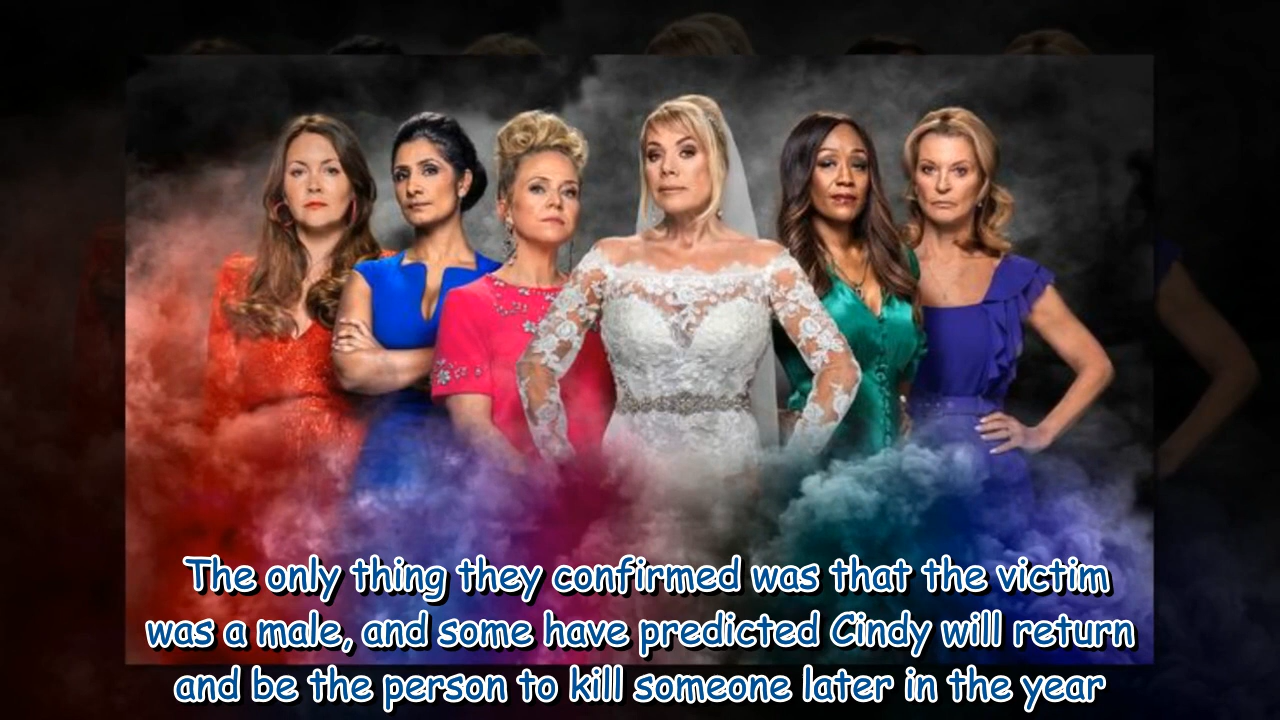 The only thing they confirmed was that the victim
was a male, and some have predicted Cindy will return
and be the person to kill someone later in the year